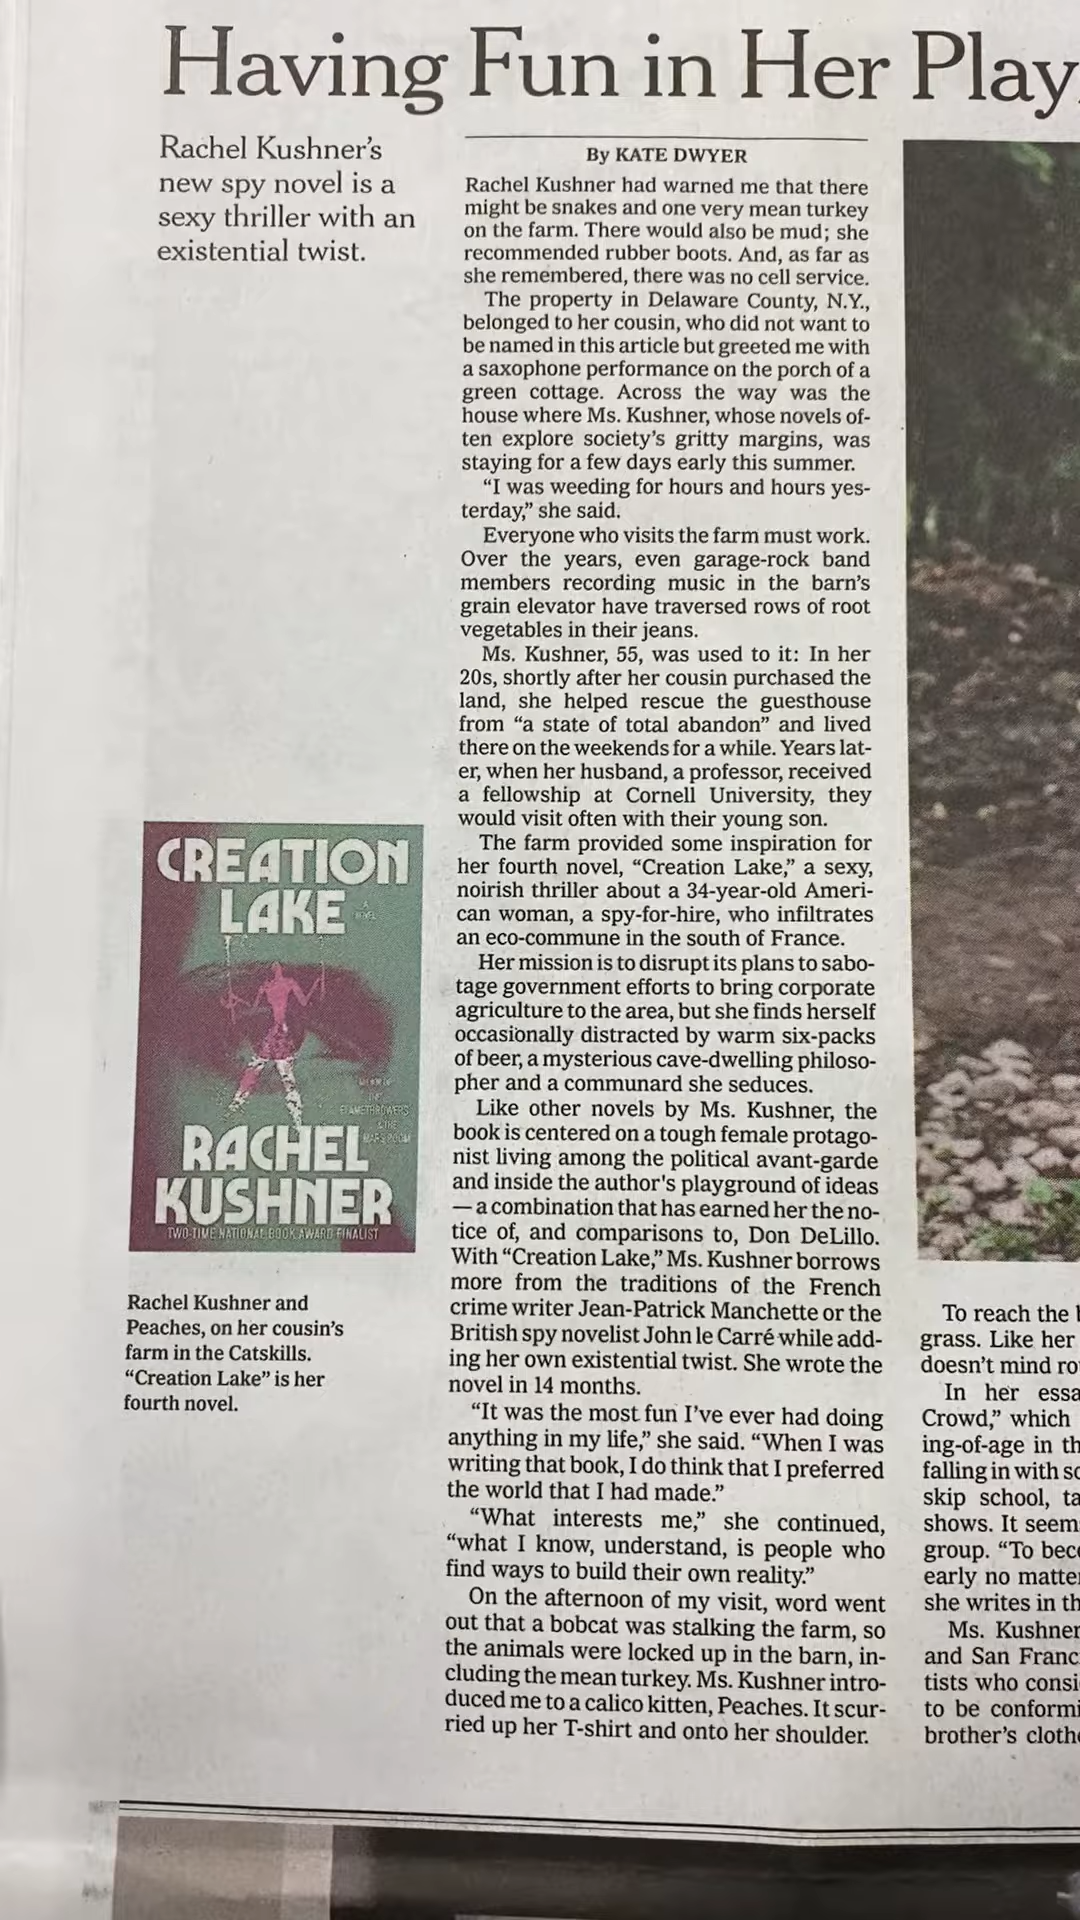 Having Fun in Her Play
Rachel Kushner's
new spy novel is a
sexy thriller with an
existential twist.
By KATE DWYER
Rachel Kushner had warned me that there
might be snakes and one very mean turkey
on the farm. There would also be mud; she
recommended rubber boots. And, as far as
she remembered, there was no cell service.
The property in Delaware County, N.Y.,
belonged to her cousin, who did not want to
be named in this article but greeted me with
a saxophone performance on the porch of a
green cottage. Across the way was the
house where Ms. Kushner, whose novels of-
ten explore society's gritty margins, was
staying for a few days early this summer.
“I was weeding for hours and hours yes-
terday,” she said.
Everyone who visits the farm must work.
Over the years, even garage-rock band
members recording music in the barn's
grain elevator have traversed rows of root
vegetables in their jeans.
Ms. Kushner, 55, was used to it: In her
20s, shortly after her cousin purchased the
land, she helped rescue the guesthouse
from “a state of total abandon” and lived
there on the weekends for a while. Years lat-
er, when her husband, a professor, received
a fellowship at Cornell University, they
would visit often with their young son.
The farm provided some inspiration for
her fourth novel, “Creation Lake,” a sexy,
noirish thriller about a 34-year-old Ameri-
can woman, a spy-for-hire, who infiltrates
an eco-commune in the south of France.
Her mission is to disrupt its plans to sabo-
tage government efforts to bring corporate
agriculture to the area, but she finds herself
occasionally distracted by warm six-packs
of beer, a mysterious cave-dwelling philoso-
pher and a communard she seduces.
Like other novels by Ms. Kushner, the
book is centered on a tough female protago-
nist living among the political avant-garde
and inside the author's playground of ideas
— a combination that has earned her the no-
tice of, and comparisons to, Don DeLillo.
With “Creation Lake,” Ms. Kushner borrows
more from the traditions of the French
crime writer Jean-Patrick Manchette or the
British spy novelist John le Carré while add-
ing her own existential twist. She wrote the
novel in 14 months.
“It was the most fun I've ever had doing
anything in my life,” she said. “When I was
writing that book, I do think that I preferred
the world that I had made.”
“What interests me,” she continued,
“what I know, understand, is people who
find ways to build their own reality.”
On the afternoon of my visit, word went
out that a bobcat was stalking the farm, so
the animals were locked up in the barn, in-
cluding the mean turkey. Ms. Kushner intro-
duced me to a calico kitten, Peaches. It scur-
ried up her T-shirt and onto her shoulder.
CREATION
LAKE
A
NOVEL
THE
FLAMETHROWERS
& THE
MARS ROOM
RACHEL
KUSHNER
TWO-TIME NATIONAL BOOK AWARD FINALIST
Rachel Kushner and
Peaches, on her cousin's
farm in the Catskills.
“Creation Lake” is her
fourth novel.
To reach the
grass. Like her
doesn't mind
In her
Crowd,” which
ing-of-age in
falling in with
skip school,
shows. It
group. “To
early no
she writes in
Ms. Kushner
and San
tists who
to be
brother's